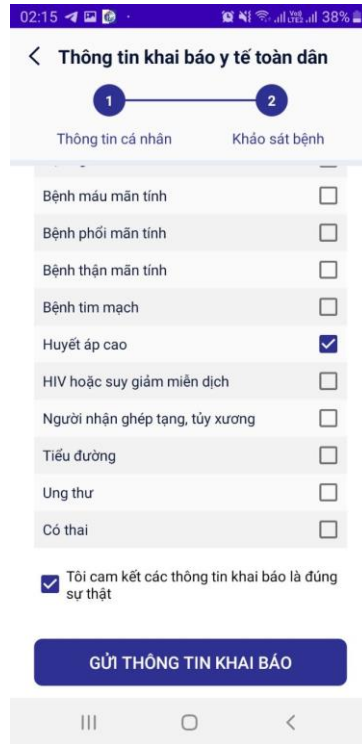 02:15
38%
Thông tin khai báo y tế toàn dân
1
2
Thông tin cá nhân
Khảo sát bệnh
Bệnh máu mãn tính
Bệnh phổi mãn tính
Bệnh thận mãn tính
Bệnh tim mạch
Huyết áp cao
HIV hoặc suy giảm miễn dịch
Người nhận ghép tạng, tủy xương
Tiểu đường
Ung thư
Có thai
Tôi cam kết các thông tin khai báo là đúng
sự thật
GỬI THÔNG TIN KHAI BÁO